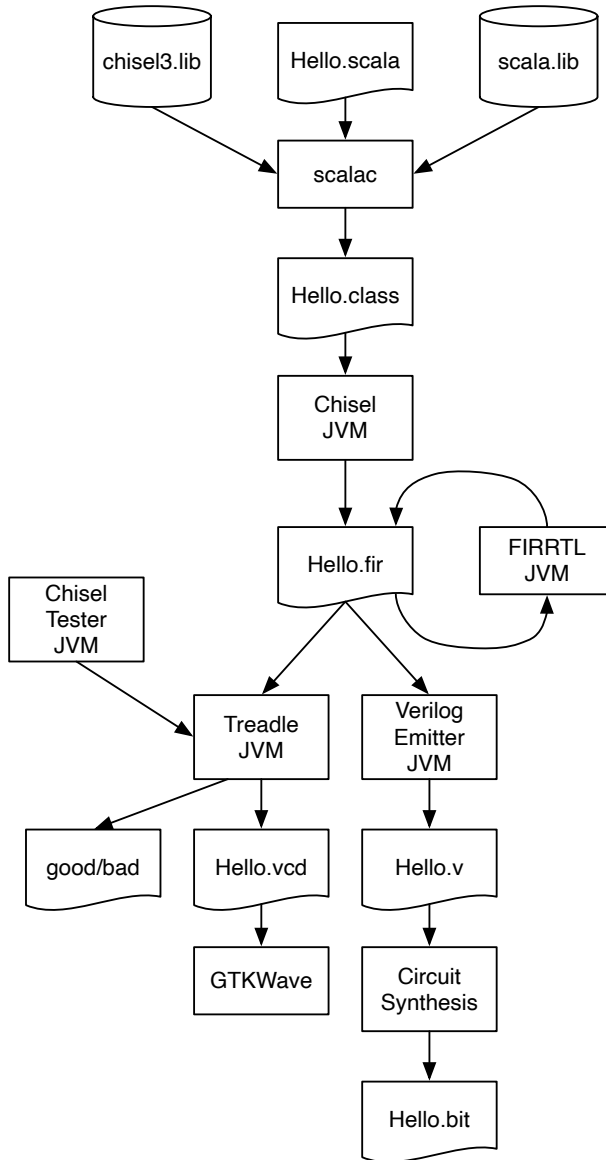 chisel3.lib
Hello.scala
scala.lib
scalac
Hello.class
Chisel
JVM
Hello.fir
FIRRTL
JVM
Chisel
Tester
JVM
Treadle
JVM
Verilog
Emitter
JVM
good/bad
Hello.vcd
Hello.v
GTKWave
Circuit
Synthesis
Hello.bit